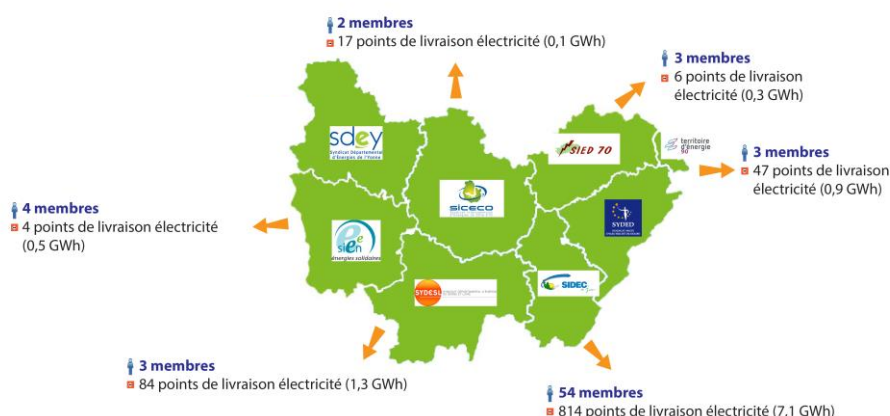 2 membres
17 points de livraison électricité (0,1 GWh)
3 membres
6 points de livraison
électricité (0,3 GWh)
sdey
Syndicat Départemental
d'Énergies de l'Yonne
SIED 70
territoire
d'énergie
90
3 membres
47 points de livraison
électricité (0,9 GWh)
siceco
SYDED
4 membres
4 points de livraison électricité
(0,5 GWh)
sieeen
énergies solidaires
SYDESL
SIDEC
3 membres
84 points de livraison électricité (1,3 GWh)
54 membres
814 points de livraison électricité (7,1 GWh)